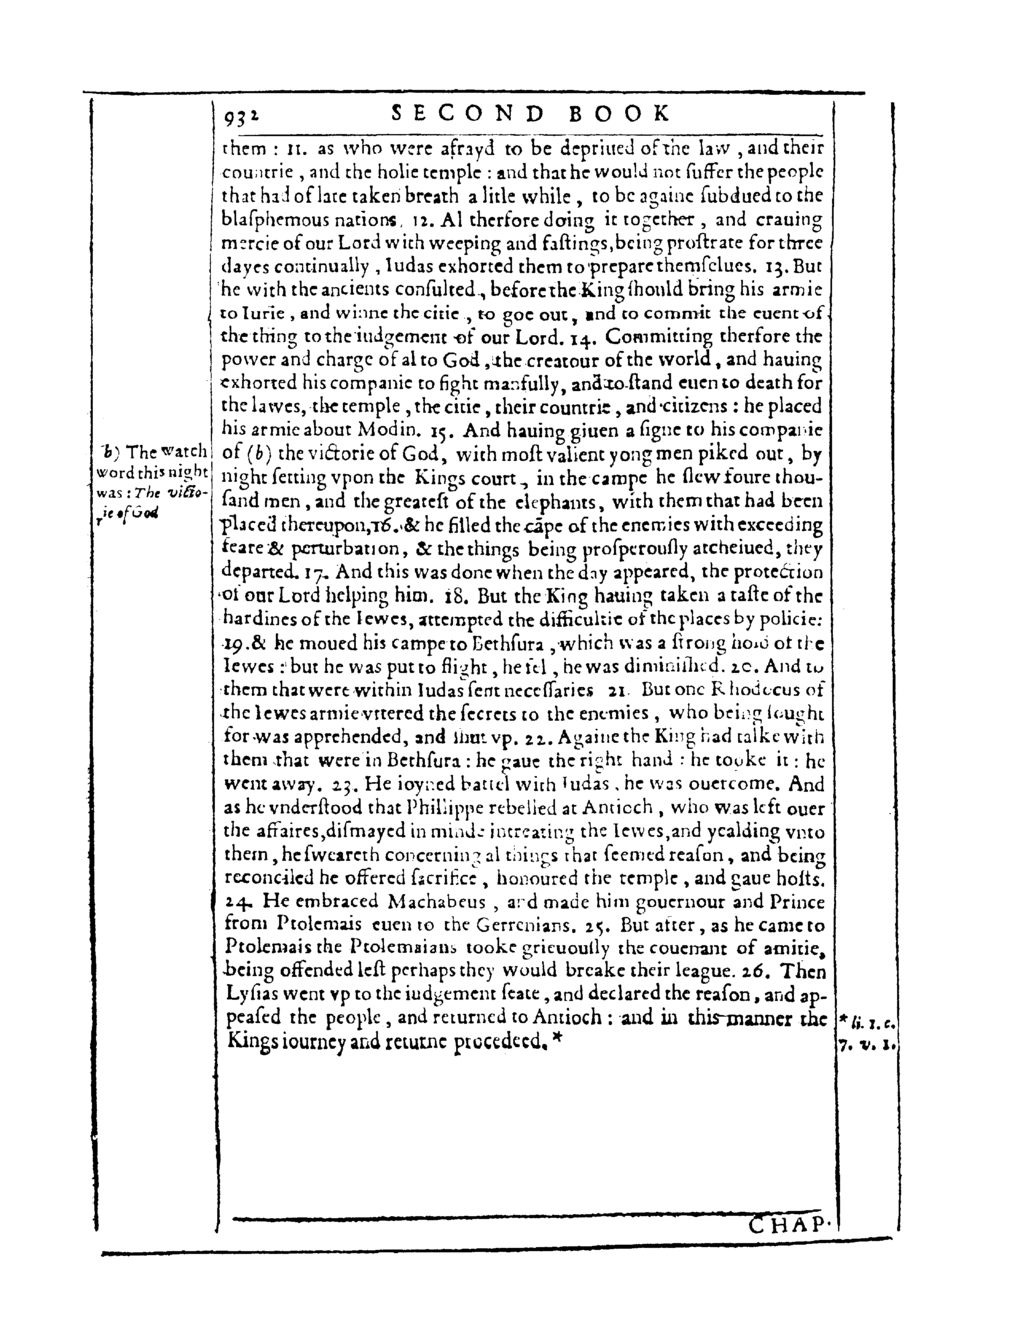 932 SECOND BOOK
them : 11. as who were afrayd to be depriued of the law , and their
countrie , and the holie temple : and that he would not ſuffer the people
that had of late taken breath a litle while , to be againe ſubdued to the
blaſphemous nations. 12. Al therfore doing it together , and crauing
mercie of our Lord with weeping and faſtings, being proſtrate for three
dayes continually , Iudas exhorted them to prepare themſelues. 13. But
he with the ancients conſulted , before the King ſhould bring his armie
to Iurie , and winne the citie , to goe out , and to commit the euent of
the thing to the iudgement of our Lord. 14. Committing therfore the
power and charge of al to God , the creatour of the world , and hauing
exhorted his companie to fight manfully, and to ſtand euen to death for
the lawes, the temple , the citie , their countrie , and citizens : he placed
his armie about Modin. 15. And hauing giuen a ſigne to his companie
of (b) the victorie of God, with moſt valient yong men piked out, by
night ſetting vpon the Kings court , in the campe he ſlew foure thou-
ſand men , and the greateſt of the elephants, with them that had been
placed thereupon, 16. & he filled the cãpe of the enemies with exceeding
feare & perturbation, & the things being proſperouſly atcheiued, they
departed. 17. And this was done when the day appeared, the protection
of our Lord helping him. 18. But the King hauing taken a taſte of the
hardines of the Iewes, attempted the difficultie of the places by policie:
19. & he moued his campe to Bethſura , which was a ſtrong hold of the
Iewes : but he was put to flight , he fel , he was diminiſhed. 20. And to
them that were within Iudas ſent neceſſaries 21. But one Rhodocus of
the Iewes armie vttered the ſecrets to the enemies , who being ſought
for was apprehended, and ſhut vp. 22. Againe the King had talke with
them that were in Bethſura : he gaue the right hand : he tooke it : he
went away. 23. He ioyned battel with Iudas , he was ouercome. And
as he vnderſtood that Philippe rebelled at Antioch , who was left ouer
the affaires, diſmayed in minde intreating the Iewes, and yealding vnto
them , he ſweareth concerning al things that ſeemed reaſon , and being
reconciled he offered ſacrifice , honoured the temple , and gaue hoſts.
24. He embraced Machabeus , and made him gouernour and Prince
from Ptolemais euen to the Gerrenians. 25. But after , as he came to
Ptolemais the Ptolemaians tooke grieuouſly the couenant of amitie,
being offended leſt perhaps they would breake their league. 26. Then
Lyſias went vp to the iudgement ſeate , and declared the reaſon , and ap-
peaſed the people , and returned to Antioch : and in this manner the
Kings iourney and returne proceeded. *
b) The watch
word this night
was : The victo-
rie of God
* li. 1. c.
7. v. 1.
CHAP.